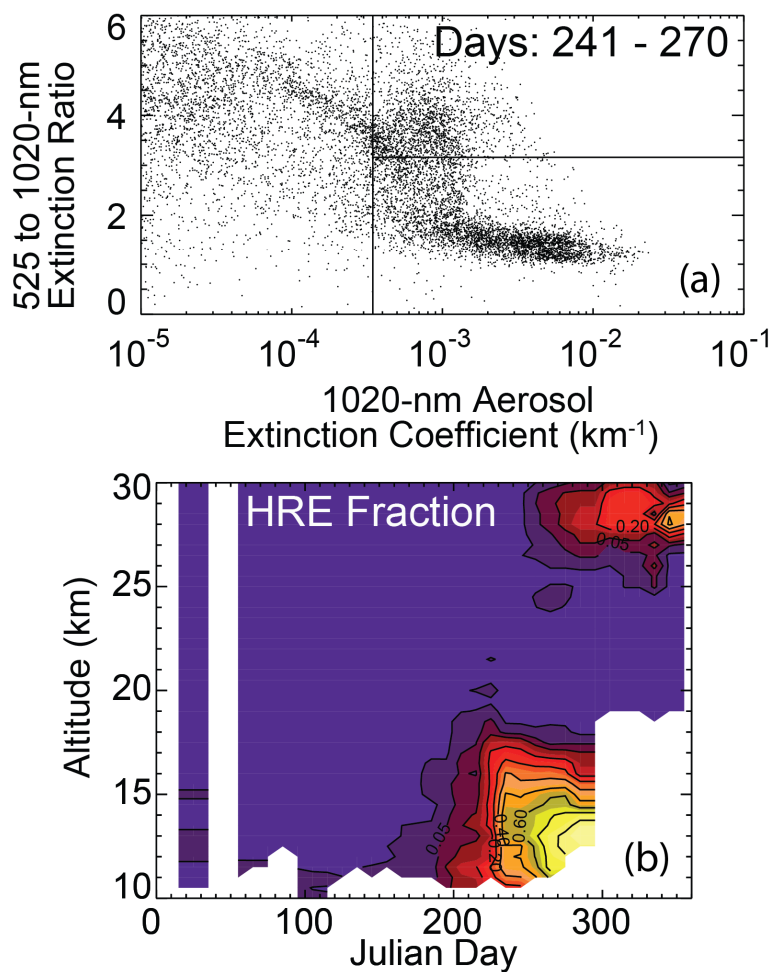 6
4
2
0
525 to 1020-nm
Extinction Ratio
Days: 241 - 270
(a)
10-5
10-4
10-3
10-2
10-1
1020-nm Aerosol
Extinction Coefficient (km-1)
30
25
20
15
10
Altitude (km)
HRE Fraction
0.20
0.05
0.05
0.46
0.20
0.60
(b)
0
100
200
300
Julian Day